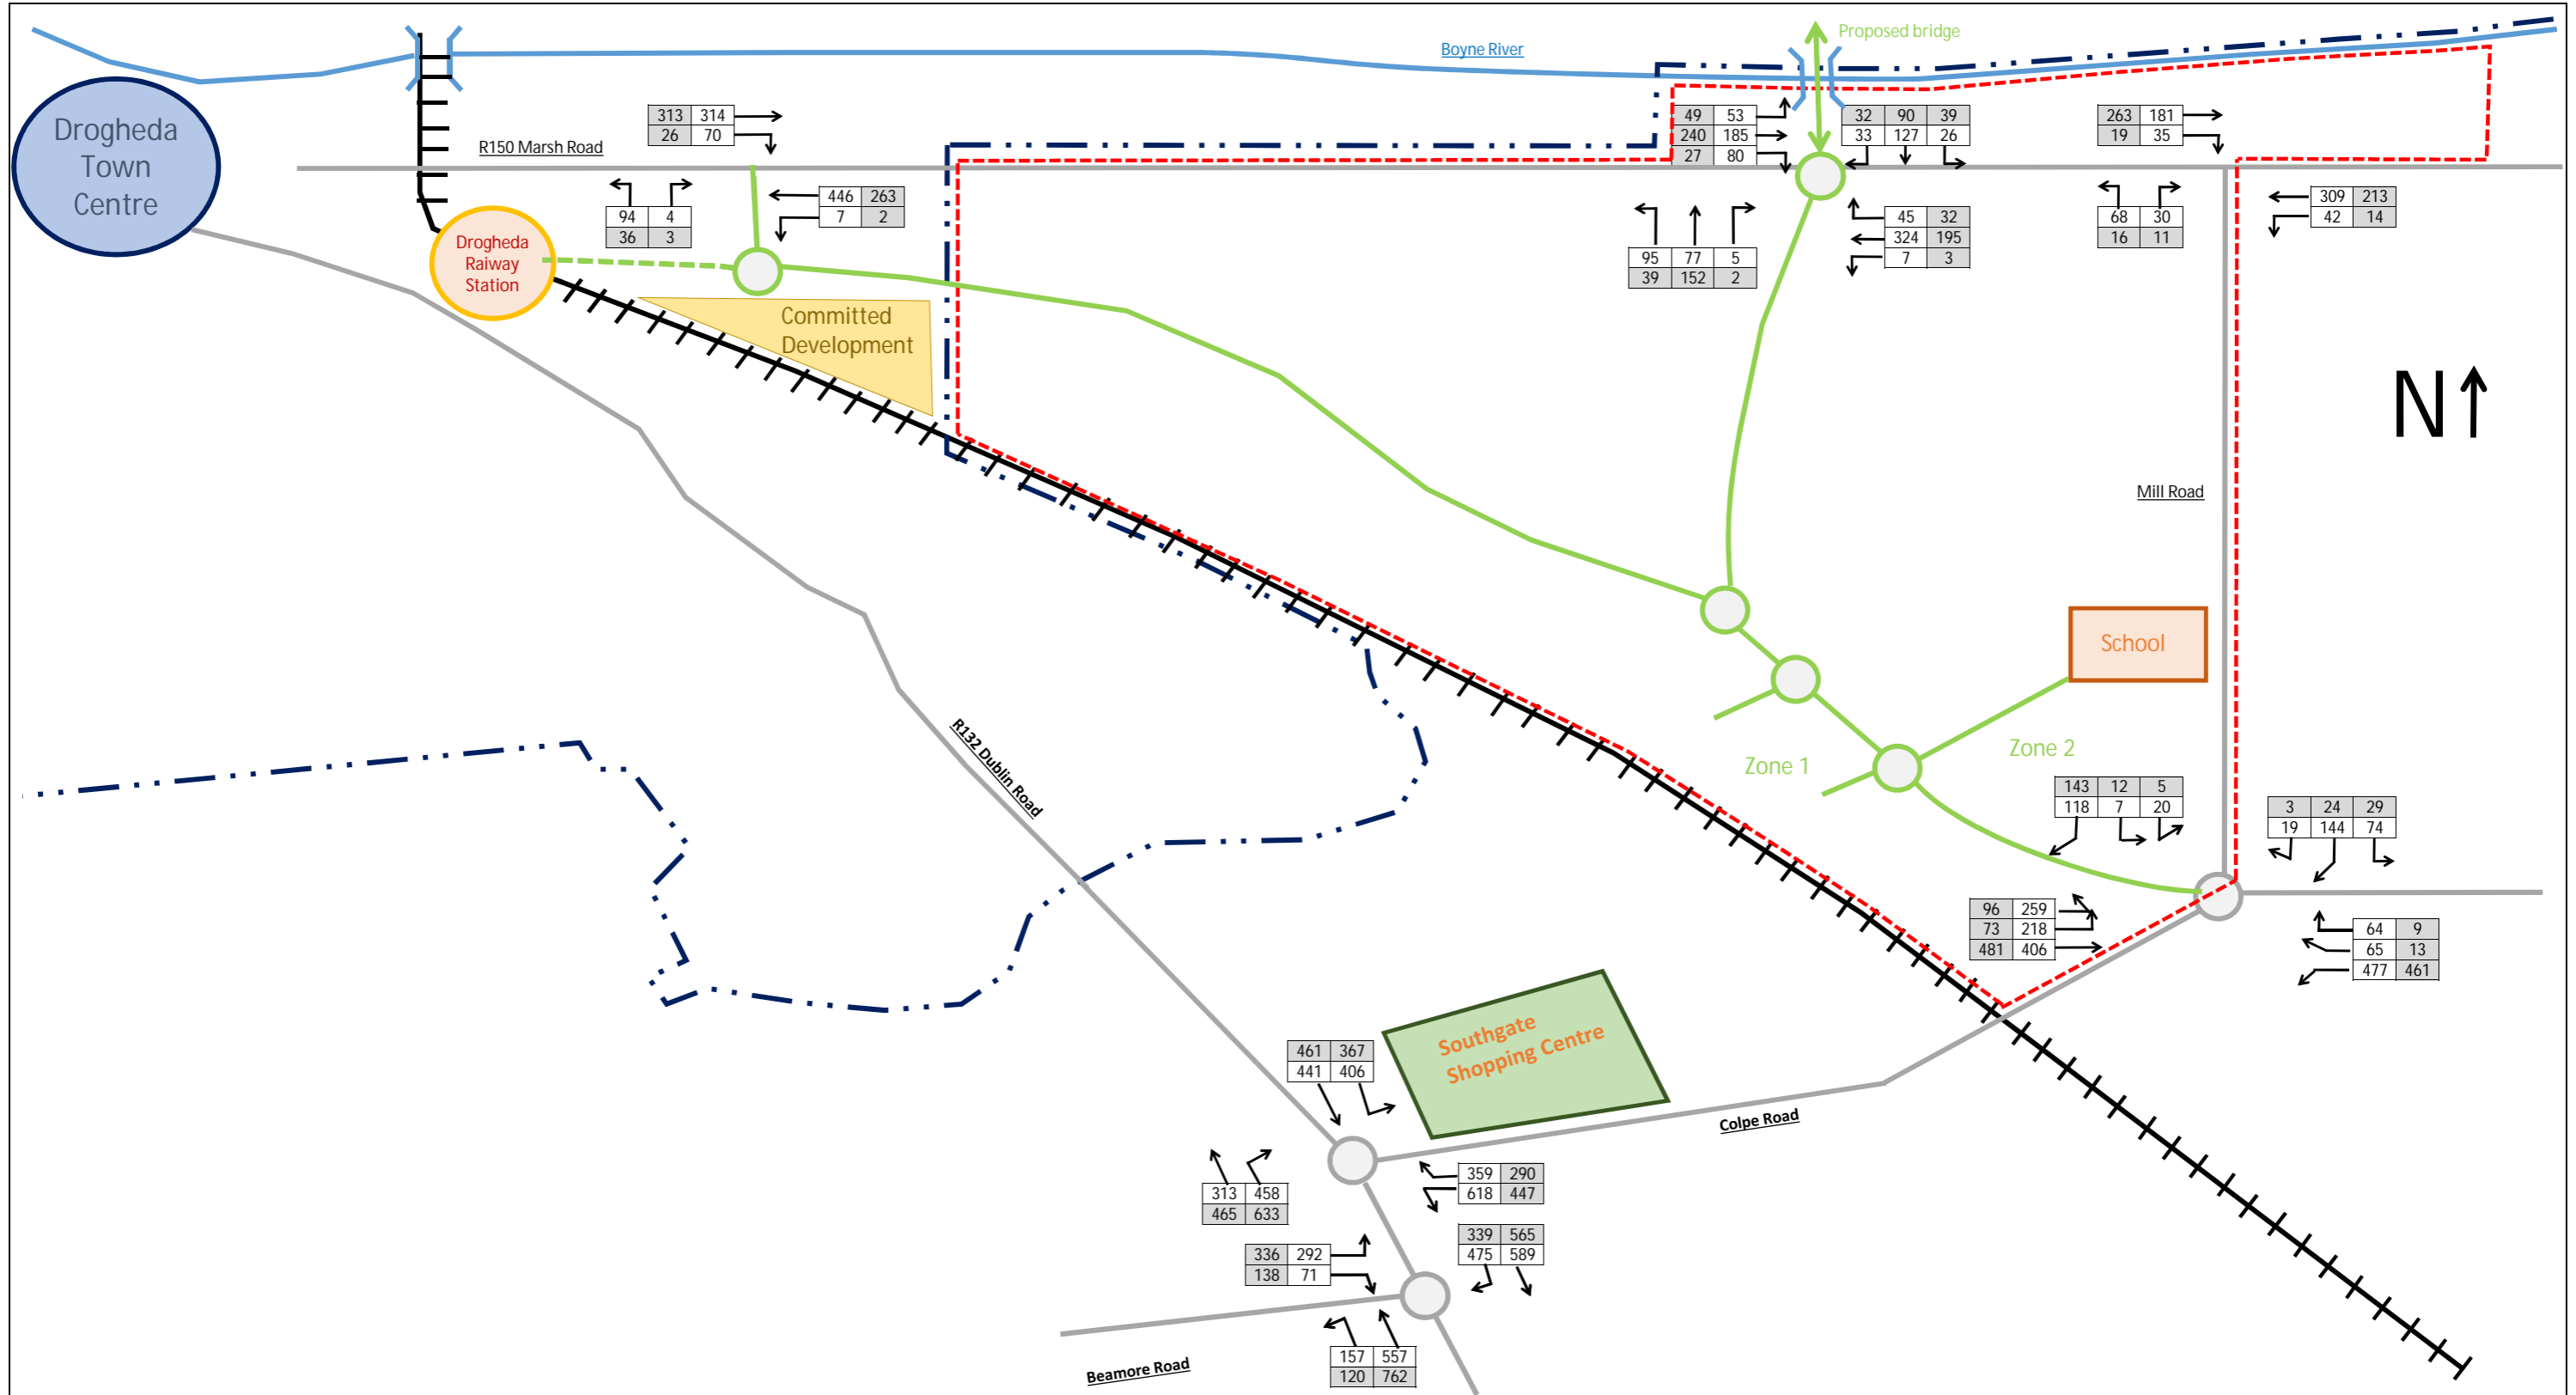 Proposed bridge
Boyne River
Drogheda
Town
Centre
313 314
26 70
49 53
240 185
27 80
32 90 39
33 127 26
263 181
19 35
R150 Marsh Road
94 4
36 3
446 263
7 2
95 77 5
39 152 2
45 32
324 195
7 3
68 30
16 11
309 213
42 14
Drogheda
Raiway
Station
Committed
Development
N
Mill Road
School
R132 Dublin Road
Zone 1
Zone 2
143 12 5
118 7 20
3 24 29
19 144 74
96 259
73 218
481 406
64 9
65 13
477 461
461 367
441 406
Southgate
Shopping Centre
Colpe Road
313 458
465 633
359 290
618 447
336 292
138 71
339 565
475 589
157 557
120 762
Beamore Road